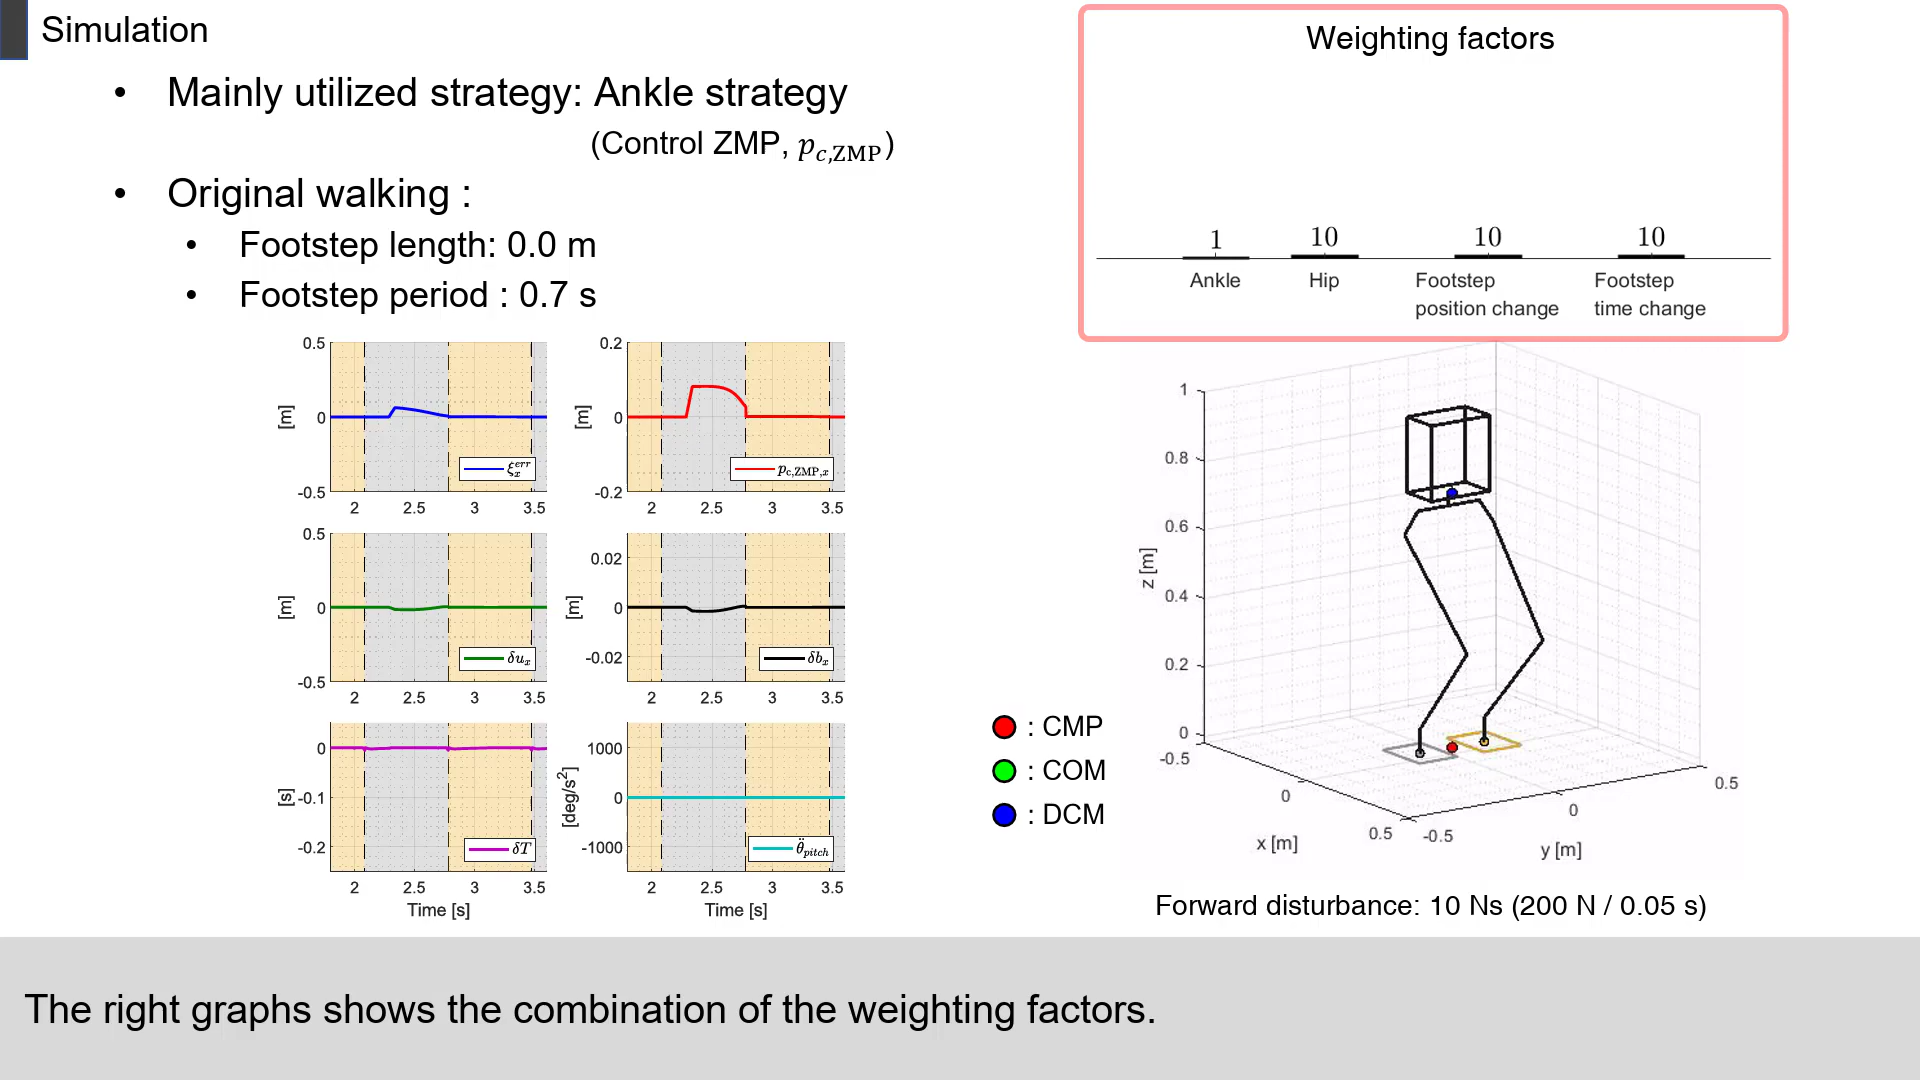 Simulation
• Mainly utilized strategy: Ankle strategy
(Control ZMP, p_{c,ZMP})
• Original walking :
• Footstep length: 0.0 m
• Footstep period : 0.7 s
Weighting factors
1 10 10 10
Ankle Hip Footstep position change Footstep time change
0.5
0
-0.5
[m]
ξ_x^{err}
2 2.5 3 3.5
0.2
0
-0.2
[m]
p_{c,ZMP,x}
2 2.5 3 3.5
0.5
0
-0.5
[m]
δu_x
2 2.5 3 3.5
0.02
0
-0.02
[m]
δb_x
2 2.5 3 3.5
0
-0.1
-0.2
[s]
δT
2 2.5 3 3.5
Time [s]
1000
0
-1000
[deg/s²]
θ̈_{pitch}
2 2.5 3 3.5
Time [s]
: CMP
: COM
: DCM
1
0.8
0.6
0.4
0.2
0
z [m]
-0.5
0
0.5
x [m]
-0.5
0
0.5
y [m]
Forward disturbance: 10 Ns (200 N / 0.05 s)
The right graphs shows the combination of the weighting factors.